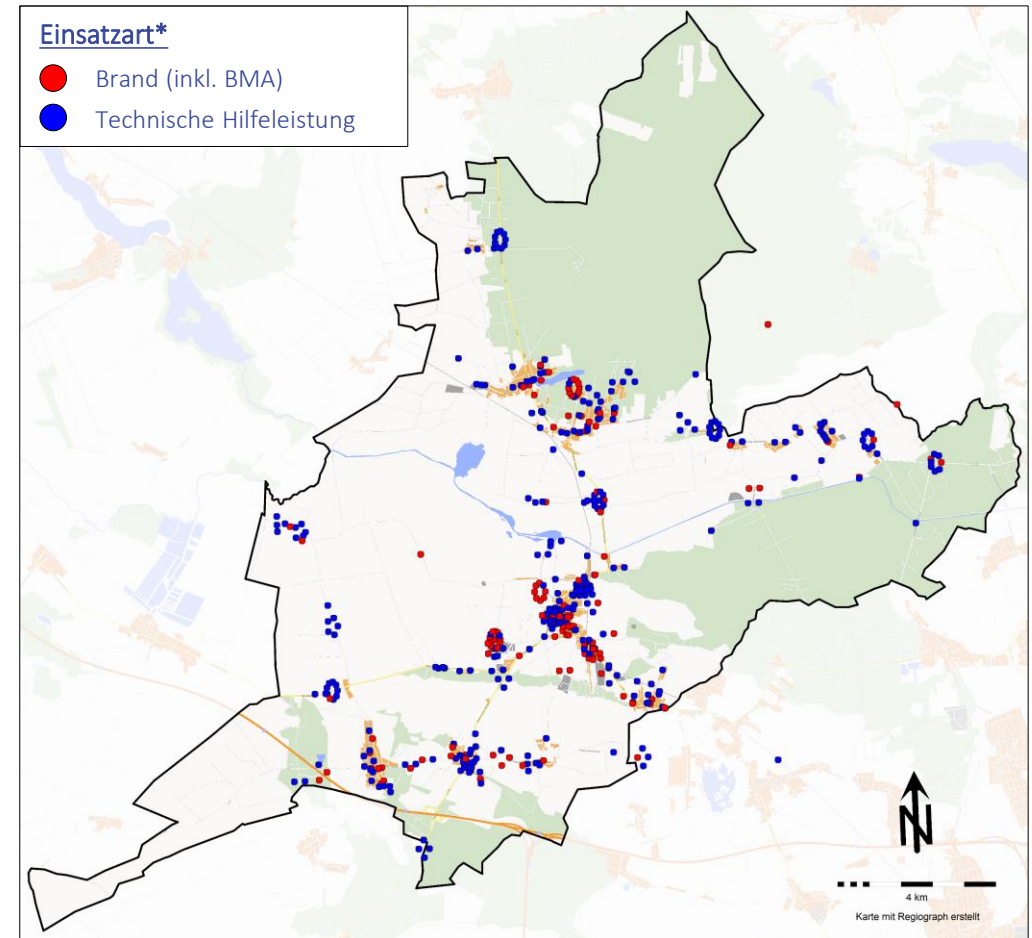 Einsatzart*
Brand (inkl. BMA)
Technische Hilfeleistung
N
4 km
Karte mit Regiograph erstellt